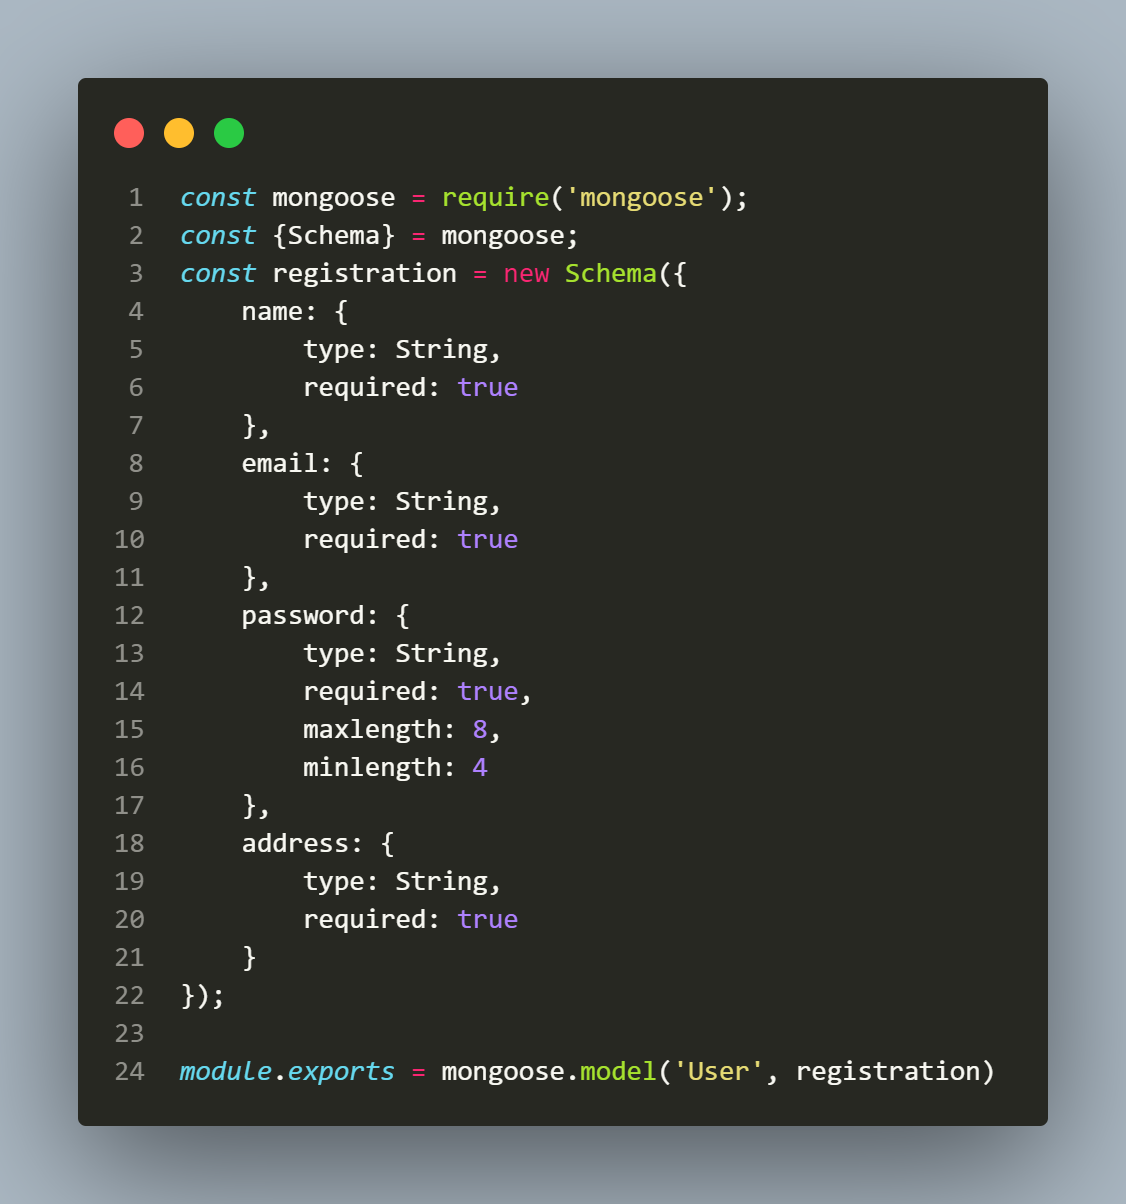 1 const mongoose = require('mongoose');
2 const {Schema} = mongoose;
3 const registration = new Schema({
4     name: {
5         type: String,
6         required: true
7     },
8     email: {
9         type: String,
10         required: true
11     },
12     password: {
13         type: String,
14         required: true,
15         maxlength: 8,
16         minlength: 4
17     },
18     address: {
19         type: String,
20         required: true
21     }
22 });
23
24 module.exports = mongoose.model('User', registration)